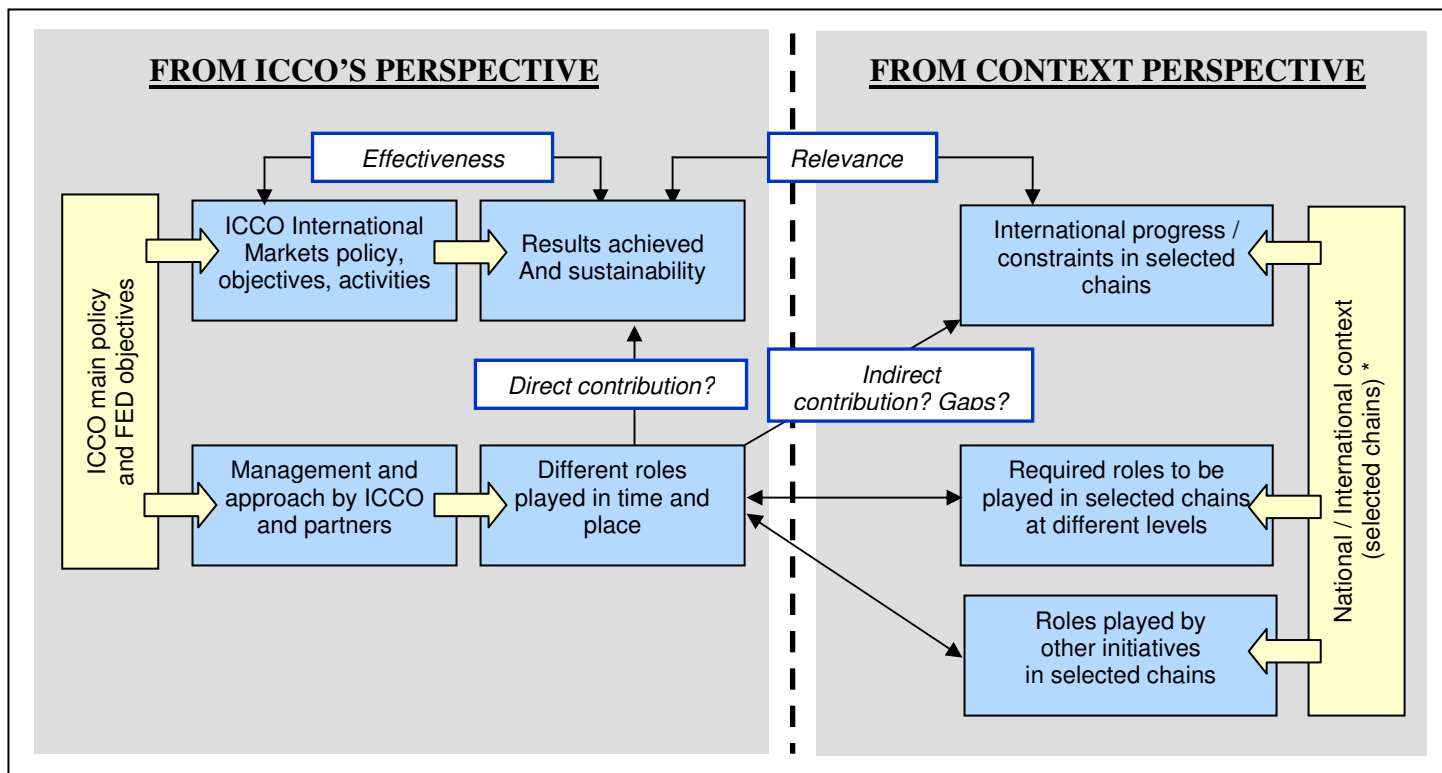 FROM ICCO'S PERSPECTIVE
FROM CONTEXT PERSPECTIVE
Effectiveness
Relevance
ICCO main policy
and FED objectives
ICCO International
Markets policy,
objectives, activities
Results achieved
And sustainability
International progress /
constraints in selected
chains
National / International context
(selected chains) *
Direct contribution?
Indirect
contribution? Gaps?
Management and
approach by ICCO
and partners
Different roles
played in time and
place
Required roles to be
played in selected chains
at different levels
Roles played by
other initiatives
in selected chains